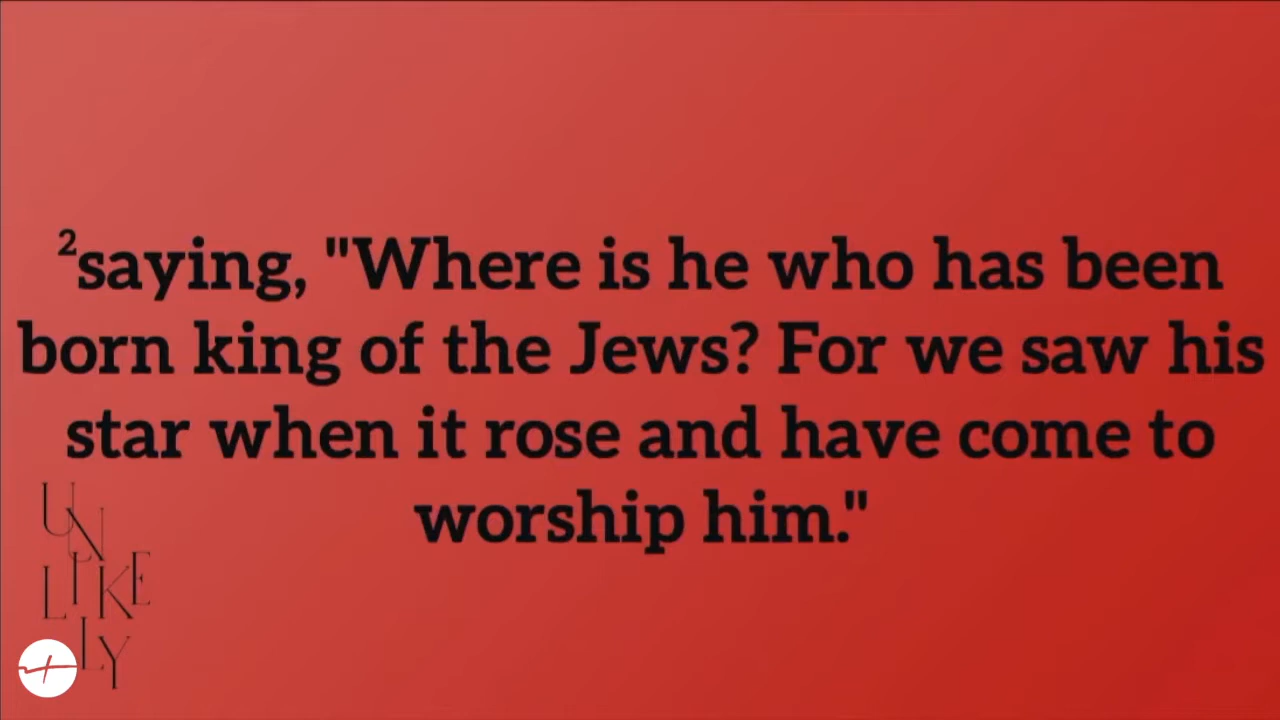 ²saying, "Where is he who has been
born king of the Jews? For we saw his
star when it rose and have come to
worship him."
UN
LIKE
LY